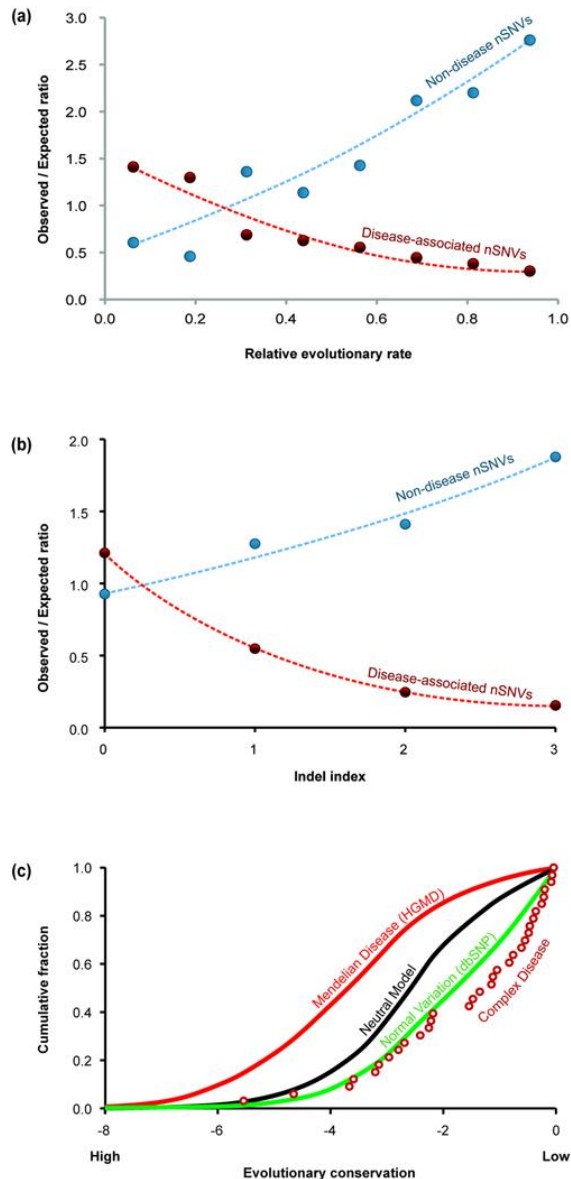 (a)
3.0
2.5
2.0
1.5
1.0
0.5
0.0
Observed / Expected ratio
Non-disease nSNVs
Disease-associated nSNVs
0.0 0.2 0.4 0.6 0.8 1.0
Relative evolutionary rate
(b)
2.0
1.5
1.0
0.5
0.0
Observed / Expected ratio
Non-disease nSNVs
Disease-associated nSNVs
0 1 2 3
Indel index
(c)
1.0
0.8
0.6
0.4
0.2
0.0
Cumulative fraction
Mendelian Disease (HGMD)
Neutral Model
Normal Variation (dbSNP)
Complex Disease
-8 -6 -4 -2 0
High Low
Evolutionary conservation